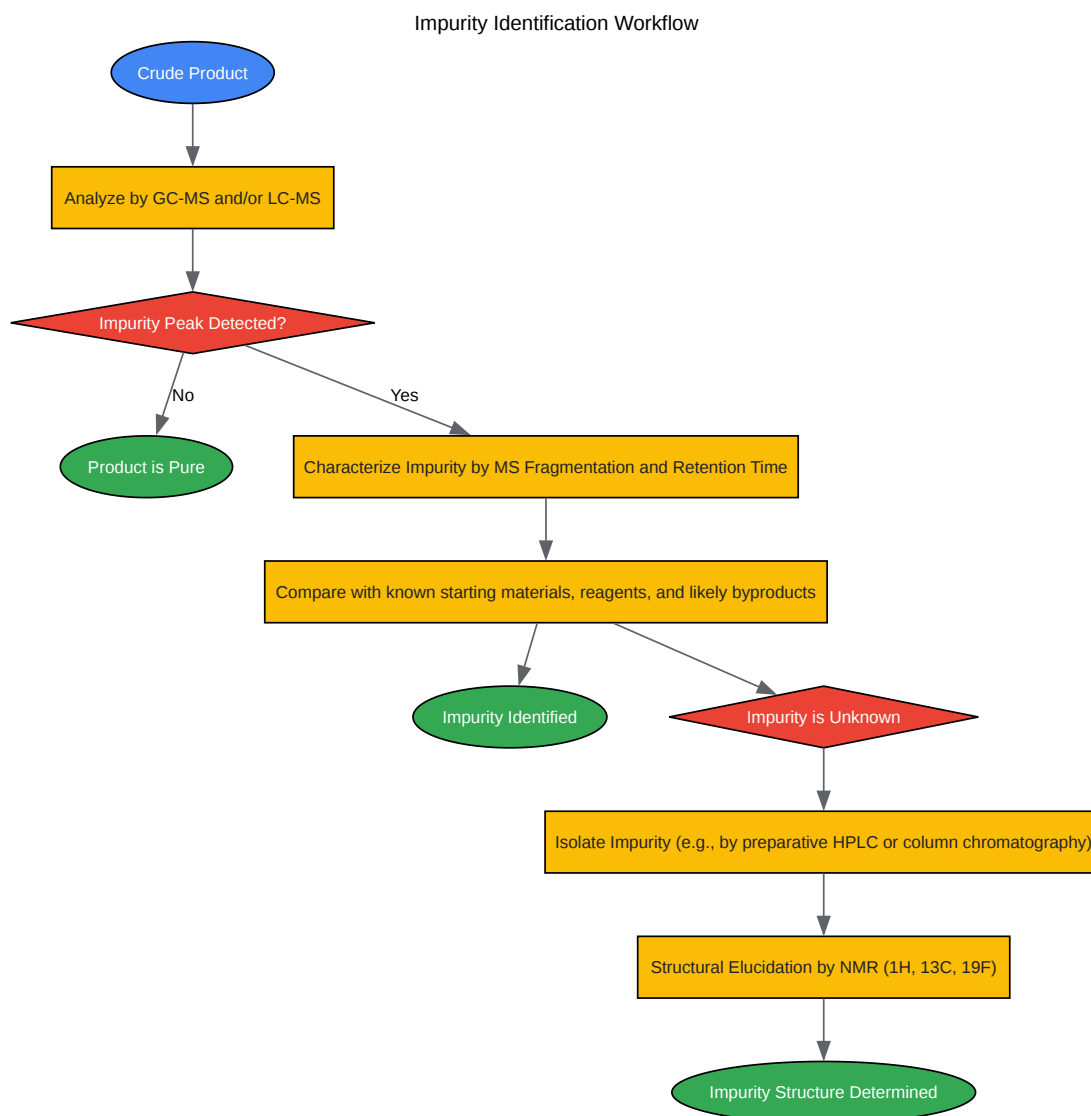 Impurity Identification Workflow
Crude Product
Analyze by GC-MS and/or LC-MS
Impurity Peak Detected?
No
Yes
Product is Pure
Characterize Impurity by MS Fragmentation and Retention Time
Compare with known starting materials, reagents, and likely byproducts
Impurity Identified
Impurity is Unknown
Isolate Impurity (e.g., by preparative HPLC or column chromatography)
Structural Elucidation by NMR (1H, 13C, 19F)
Impurity Structure Determined